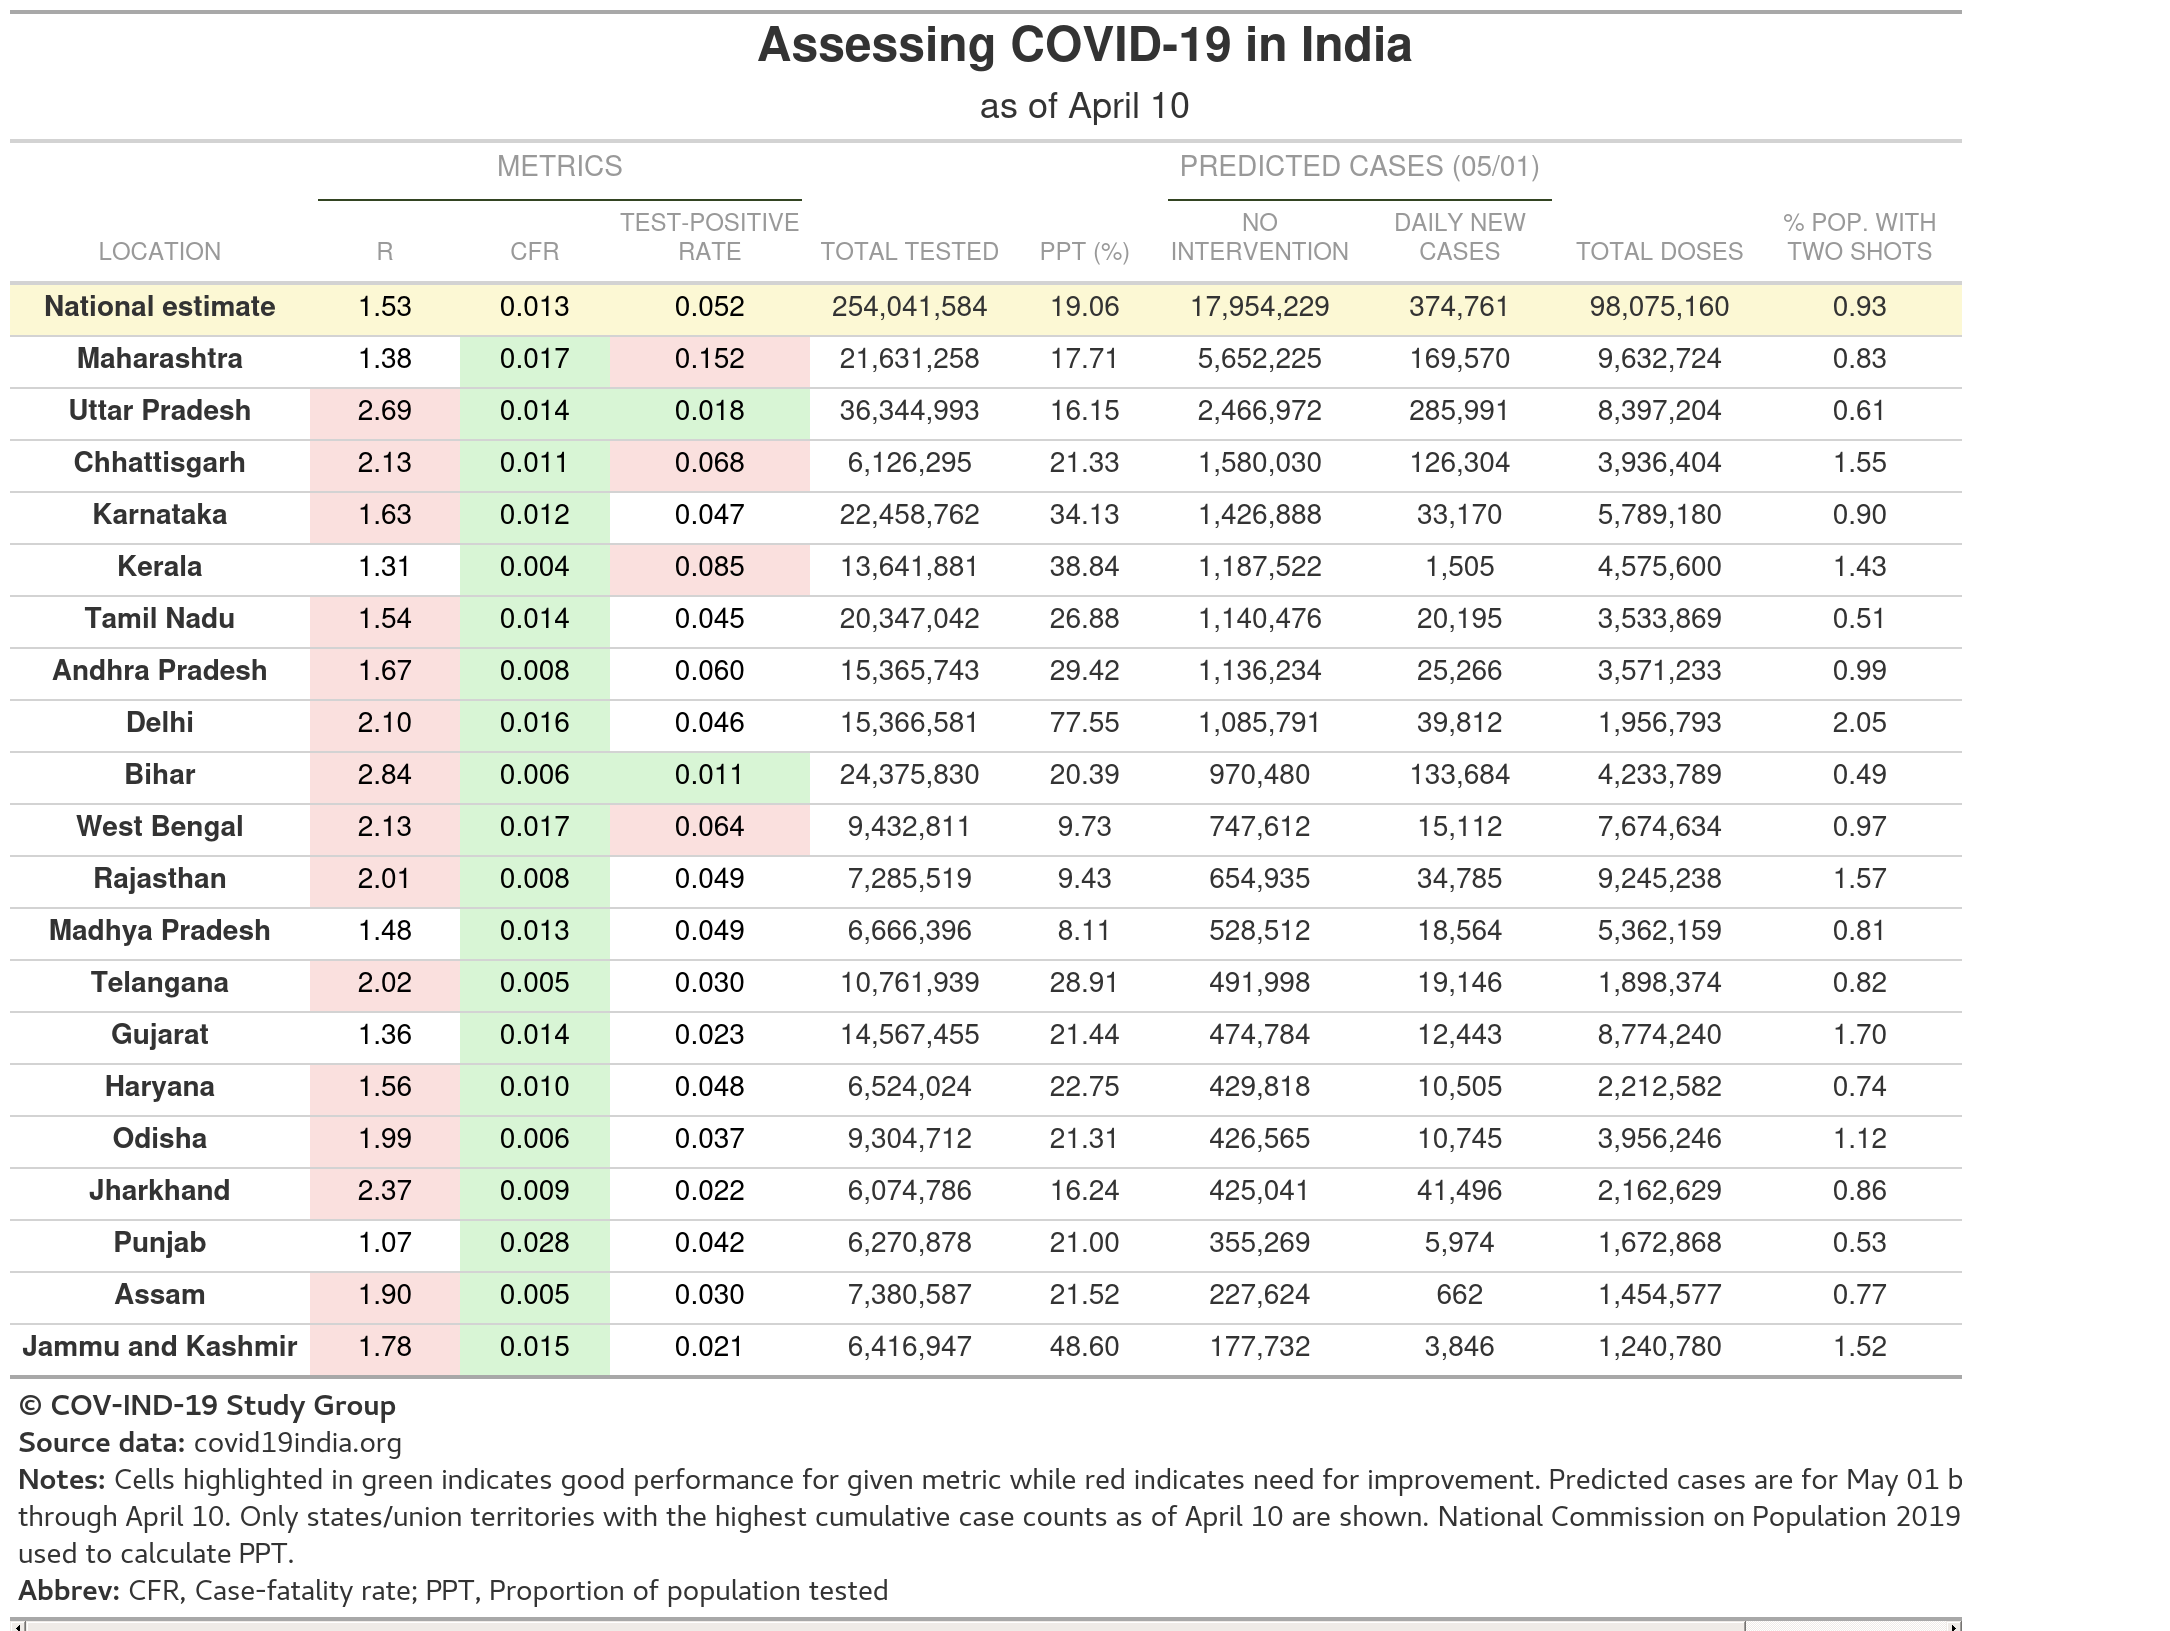 Assessing COVID-19 in India
as of April 10
METRICS PREDICTED CASES (05/01)
LOCATION R CFR TEST-POSITIVE RATE TOTAL TESTED PPT (%) NO INTERVENTION DAILY NEW CASES TOTAL DOSES % POP. WITH TWO SHOTS
National estimate 1.53 0.013 0.052 254,041,584 19.06 17,954,229 374,761 98,075,160 0.93
Maharashtra 1.38 0.017 0.152 21,631,258 17.71 5,652,225 169,570 9,632,724 0.83
Uttar Pradesh 2.69 0.014 0.018 36,344,993 16.15 2,466,972 285,991 8,397,204 0.61
Chhattisgarh 2.13 0.011 0.068 6,126,295 21.33 1,580,030 126,304 3,936,404 1.55
Karnataka 1.63 0.012 0.047 22,458,762 34.13 1,426,888 33,170 5,789,180 0.90
Kerala 1.31 0.004 0.085 13,641,881 38.84 1,187,522 1,505 4,575,600 1.43
Tamil Nadu 1.54 0.014 0.045 20,347,042 26.88 1,140,476 20,195 3,533,869 0.51
Andhra Pradesh 1.67 0.008 0.060 15,365,743 29.42 1,136,234 25,266 3,571,233 0.99
Delhi 2.10 0.016 0.046 15,366,581 77.55 1,085,791 39,812 1,956,793 2.05
Bihar 2.84 0.006 0.011 24,375,830 20.39 970,480 133,684 4,233,789 0.49
West Bengal 2.13 0.017 0.064 9,432,811 9.73 747,612 15,112 7,674,634 0.97
Rajasthan 2.01 0.008 0.049 7,285,519 9.43 654,935 34,785 9,245,238 1.57
Madhya Pradesh 1.48 0.013 0.049 6,666,396 8.11 528,512 18,564 5,362,159 0.81
Telangana 2.02 0.005 0.030 10,761,939 28.91 491,998 19,146 1,898,374 0.82
Gujarat 1.36 0.014 0.023 14,567,455 21.44 474,784 12,443 8,774,240 1.70
Haryana 1.56 0.010 0.048 6,524,024 22.75 429,818 10,505 2,212,582 0.74
Odisha 1.99 0.006 0.037 9,304,712 21.31 426,565 10,745 3,956,246 1.12
Jharkhand 2.37 0.009 0.022 6,074,786 16.24 425,041 41,496 2,162,629 0.86
Punjab 1.07 0.028 0.042 6,270,878 21.00 355,269 5,974 1,672,868 0.53
Assam 1.90 0.005 0.030 7,380,587 21.52 227,624 662 1,454,577 0.77
Jammu and Kashmir 1.78 0.015 0.021 6,416,947 48.60 177,732 3,846 1,240,780 1.52
© COV-IND-19 Study Group
Source data: covid19india.org
Notes: Cells highlighted in green indicates good performance for given metric while red indicates need for improvement. Predicted cases are for May 01 b
through April 10. Only states/union territories with the highest cumulative case counts as of April 10 are shown. National Commission on Population 2019
used to calculate PPT.
Abbrev: CFR, Case-fatality rate; PPT, Proportion of population tested